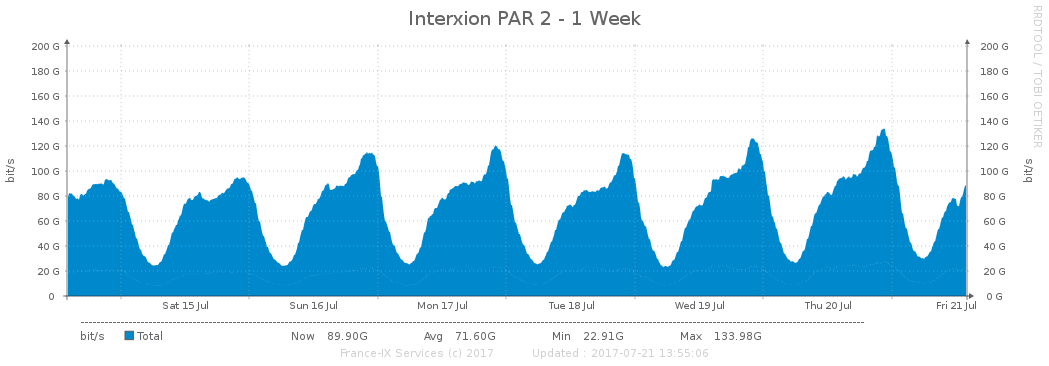 Interxion PAR 2 - 1 Week
RRDTOOL / TOBI OETIKER
bit/s
bit/s
200 G 200 G
180 G 180 G
160 G 160 G
140 G 140 G
120 G 120 G
100 G 100 G
80 G 80 G
60 G 60 G
40 G 40 G
20 G 20 G
0 0 G
Sat 15 Jul Sun 16 Jul Mon 17 Jul Tue 18 Jul Wed 19 Jul Thu 20 Jul Fri 21 Jul
bit/s Total Now 89.90G Avg 71.60G Min 22.91G Max 133.98G
France-IX Services (c) 2017 Updated : 2017-07-21 13:55:06